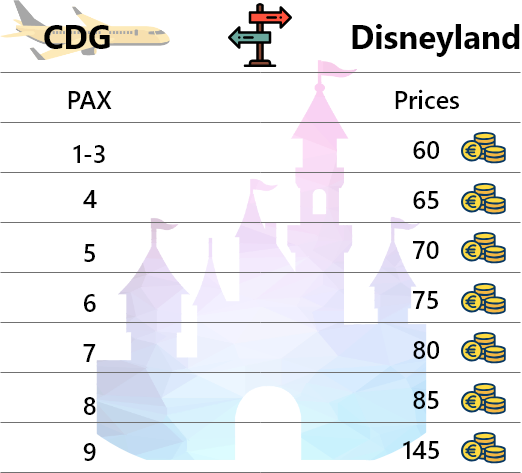 CDG Disneyland
PAX Prices
1-3 60 €
4 65 €
5 70 €
6 75 €
7 80 €
8 85 €
9 145 €